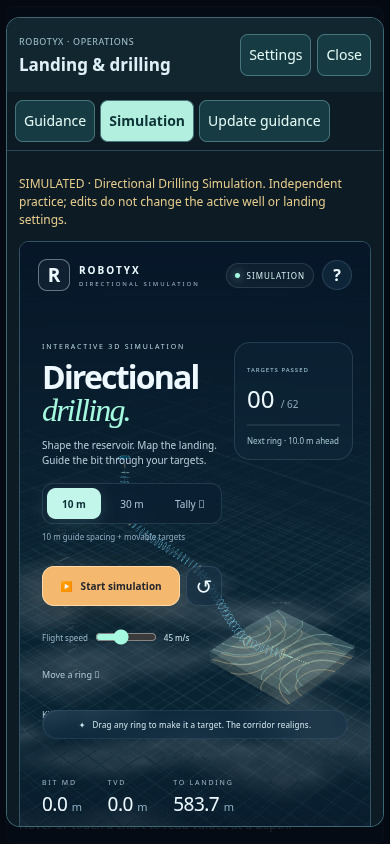 ROBOTYX · OPERATIONS
Landing & drilling
Settings
Close
Guidance
Simulation
Update guidance
SIMULATED · Directional Drilling Simulation. Independent
practice; edits do not change the active well or landing
settings.
R
ROBOTYX
DIRECTIONAL DRILLING SIMULATION
SIMULATION
?
INTERACTIVE 3D SIMULATION
Directional
drilling.
Shape the reservoir. Map the landing.
Guide the bit through your targets.
TARGETS PASSED
00 / 62
Next ring · 10.0 m ahead
10 m
30 m
Tally
10 m guide spacing + movable targets
Start simulation
Flight speed
45 m/s
Move a ring
Drag any ring to make it a target. The corridor realigns.
BIT MD
0.0 m
TVD
0.0 m
TO LANDING
583.7 m